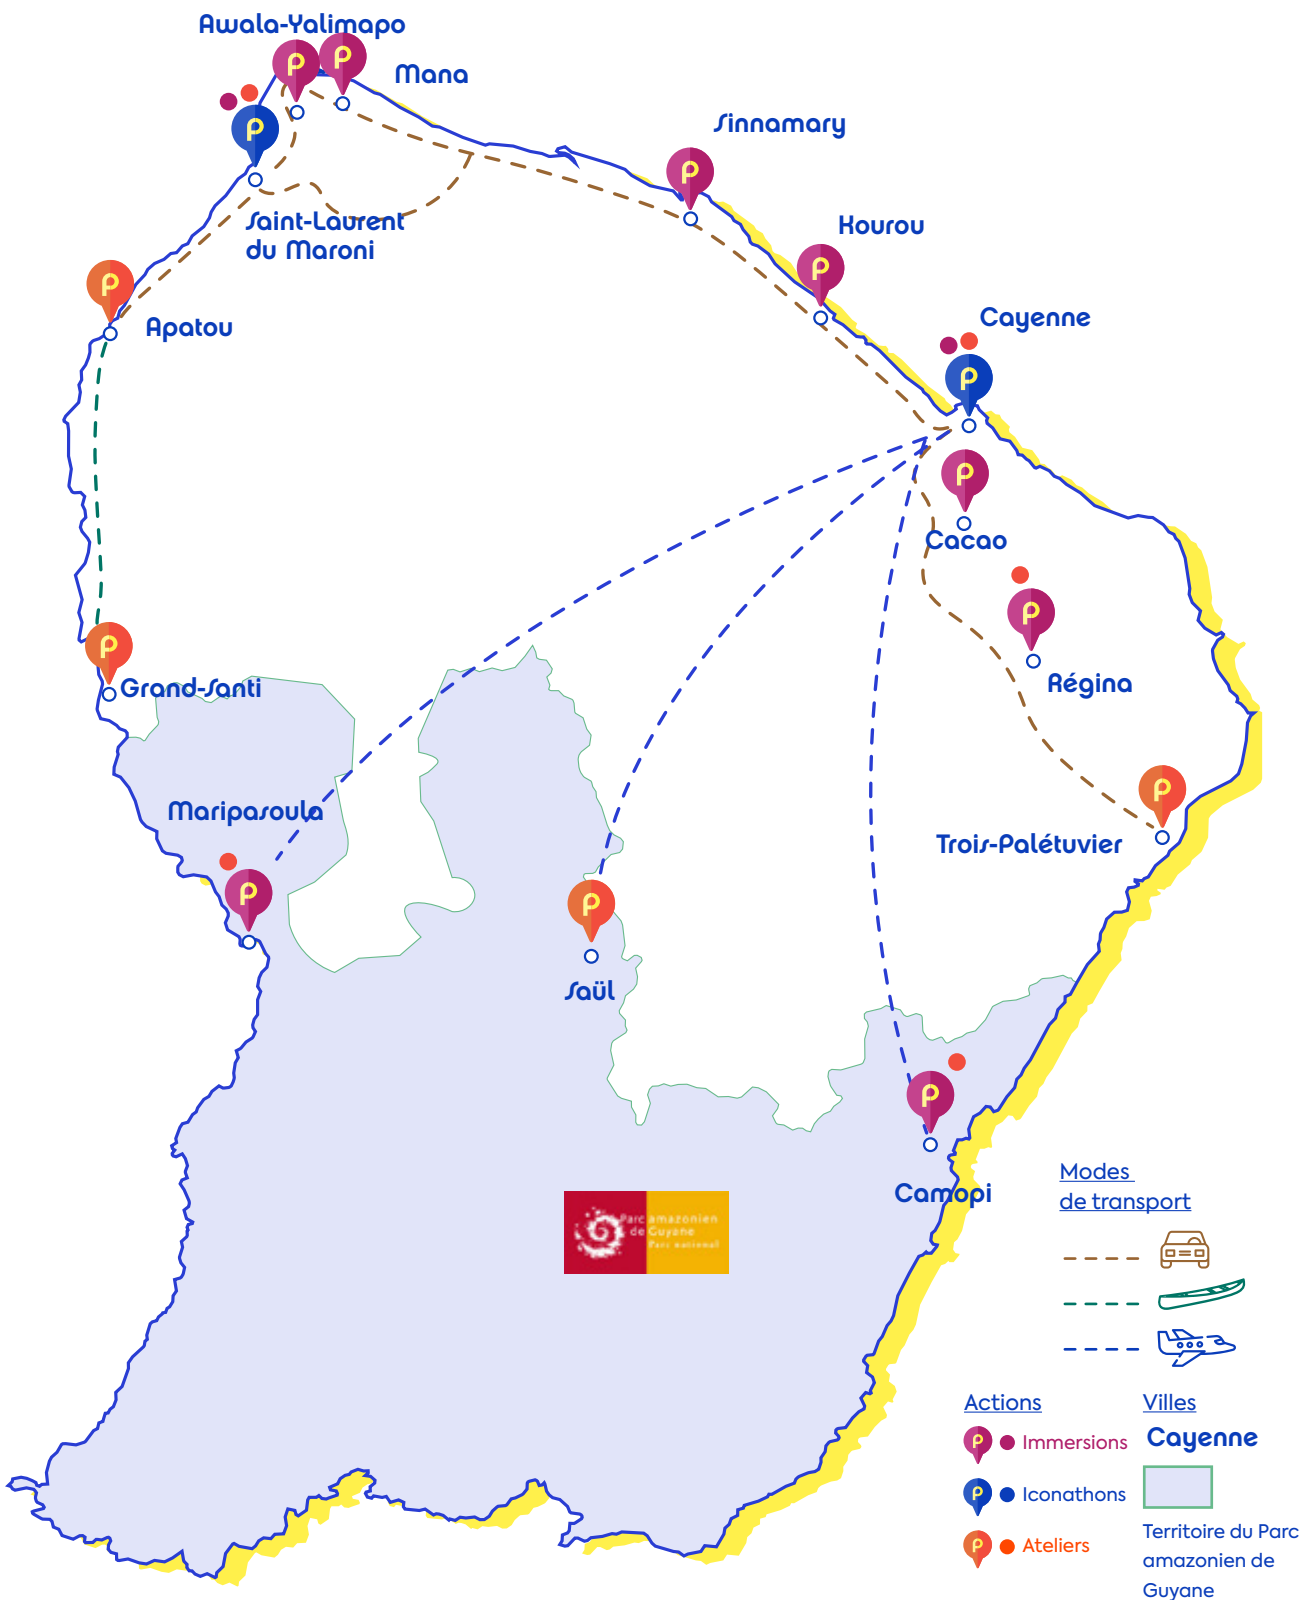 Awala-Yalimapo
Mana
Sinnamary
Kourou
Saint-Laurent
du Maroni
Cayenne
Apatou
Cacao
Régina
Grand-Santi
Maripasoula
Trois-Palétuvier
Saül
Camopi
Parc amazonien
de Guyane
Parc national
Modes
de transport
Actions
Immersions
Iconathons
Ateliers
Villes
Cayenne
Territoire du Parc
amazonien de
Guyane